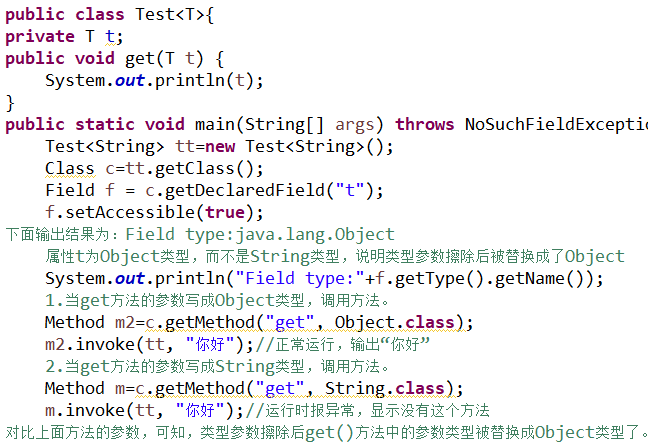 public class Test<T>{
private T t;
public void get(T t) {
System.out.println(t);
}
public static void main(String[] args) throws NoSuchFieldExceptio
Test<String> tt=new Test<String>();
Class c=tt.getClass();
Field f = c.getDeclaredField("t");
f.setAccessible(true);
下面输出结果为：Field type:java.lang.Object
属性t为Object类型，而不是String类型，说明类型参数擦除后被替换成了Object
System.out.println("Field type:"+f.getType().getName());
1.当get方法的参数写成Object类型，调用方法。
Method m2=c.getMethod("get", Object.class);
m2.invoke(tt, "你好");//正常运行，输出“你好”
2.当get方法的参数写成String类型，调用方法。
Method m=c.getMethod("get", String.class);
m.invoke(tt, "你好");//运行时报异常，显示没有这个方法
对比上面方法的参数，可知，类型参数擦除后get()方法中的参数类型被替换成Object类型了。